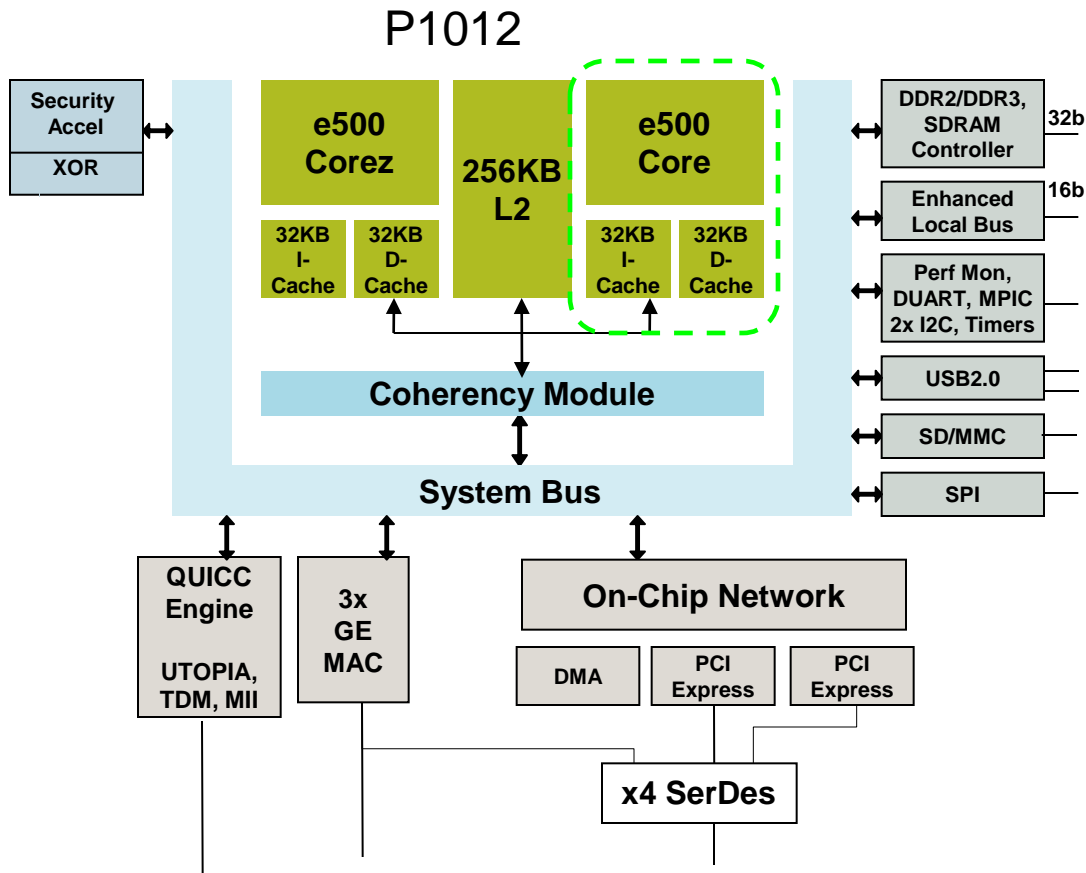 P1012
Security
Accel
XOR
e500
Corez
256KB
L2
e500
Core
32KB
I-
Cache
32KB
D-
Cache
32KB
I-
Cache
32KB
D-
Cache
Coherency Module
System Bus
DDR2/DDR3,
SDRAM
Controller
32b
Enhanced
Local Bus
16b
Perf Mon,
DUART, MPIC
2x I2C, Timers
USB2.0
SD/MMC
SPI
QUICC
Engine
UTOPIA,
TDM, MII
3x
GE
MAC
On-Chip Network
DMA
PCI
Express
PCI
Express
x4 SerDes